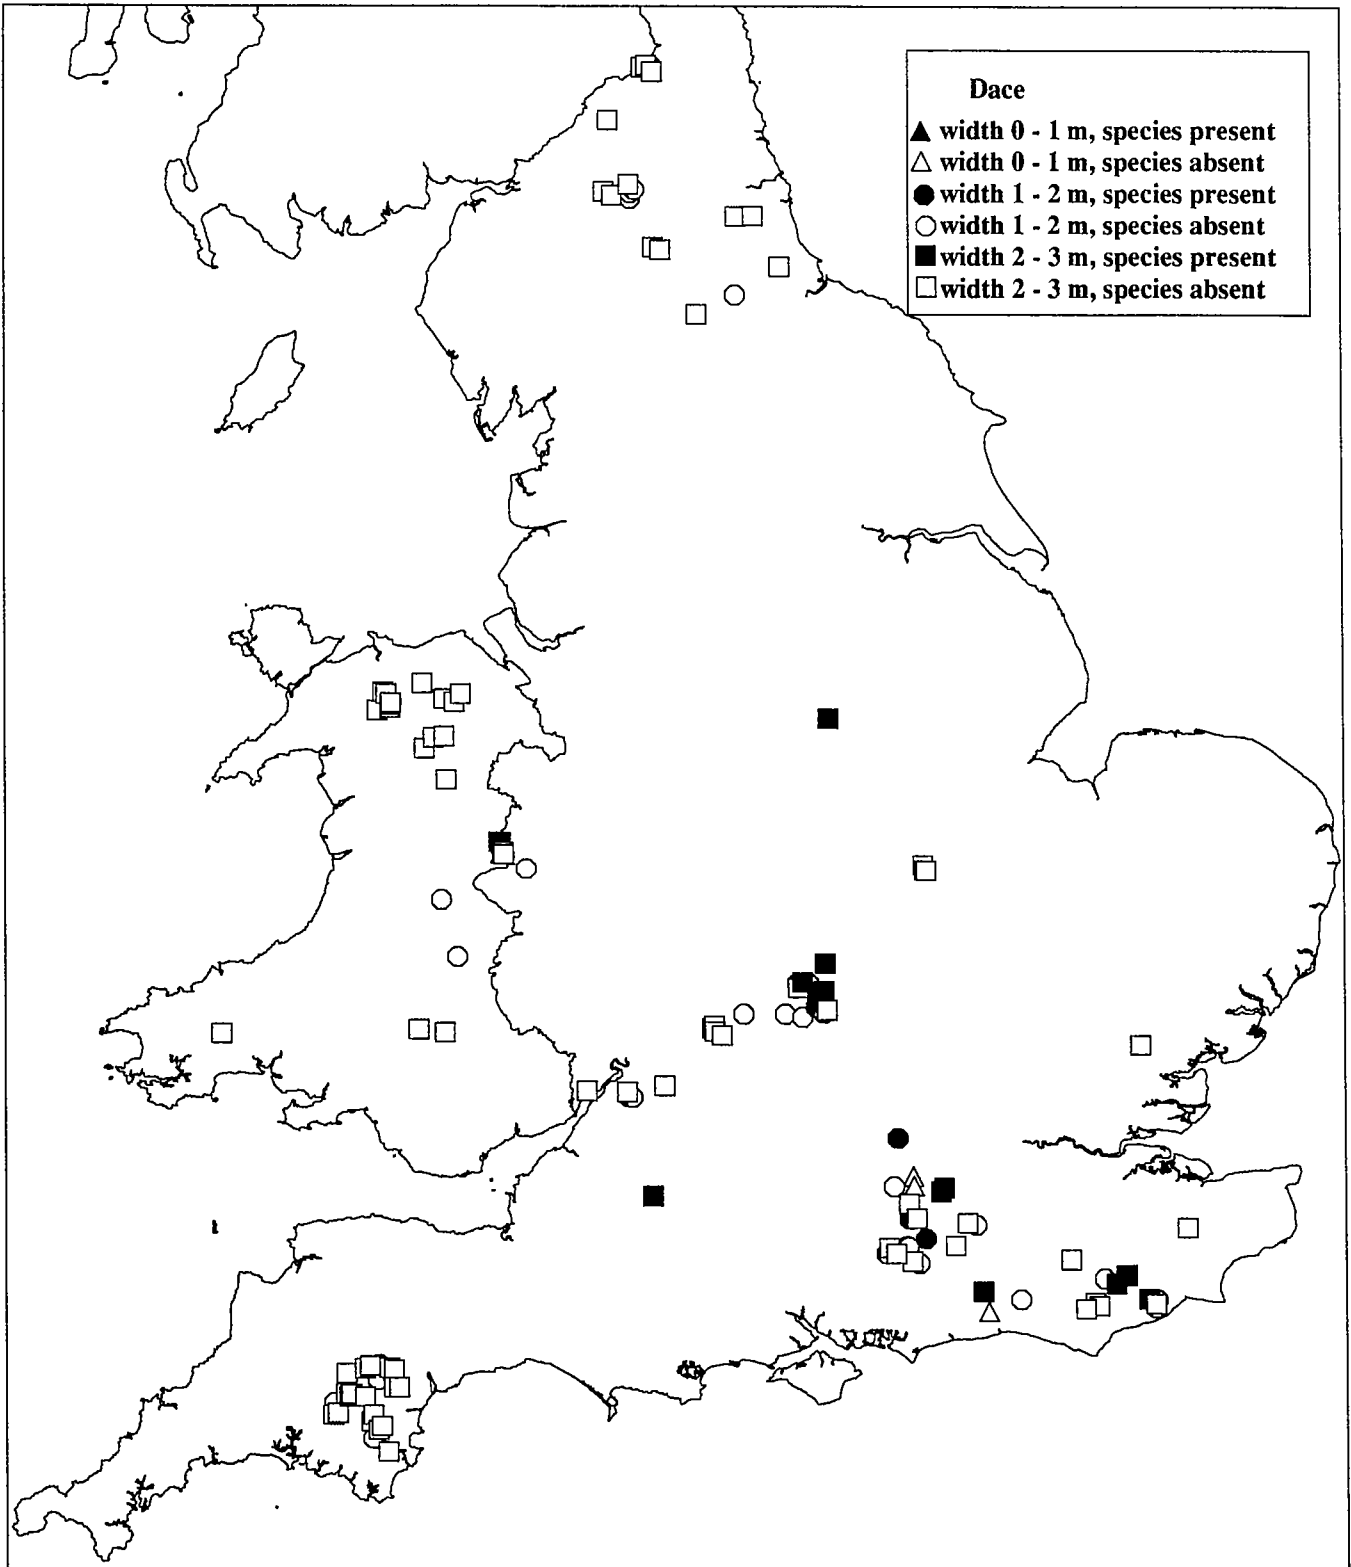 Dace
width 0 - 1 m, species present
width 0 - 1 m, species absent
width 1 - 2 m, species present
width 1 - 2 m, species absent
width 2 - 3 m, species present
width 2 - 3 m, species absent